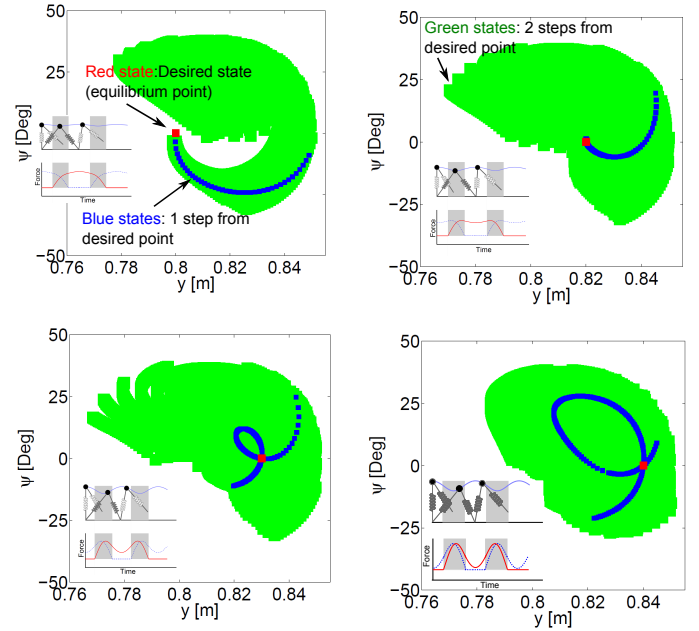 50
Red state:Desired state
(equilibrium point)
ψ [Deg]
0
Force
Time
Blue states: 1 step from
desired point
−50
0.76 0.78 0.8 0.82 0.84
y [m]
Green states: 2 steps from
desired point
50
25
ψ [Deg]
0
Force
Time
−25
−50
0.76 0.78 0.8 0.82 0.84
y [m]
50
25
ψ [Deg]
0
−25
Force
Time
−50
0.76 0.78 0.8 0.82 0.84
y [m]
50
25
ψ [Deg]
0
−25
Force
Time
−50
0.76 0.78 0.8 0.82 0.84
y [m]